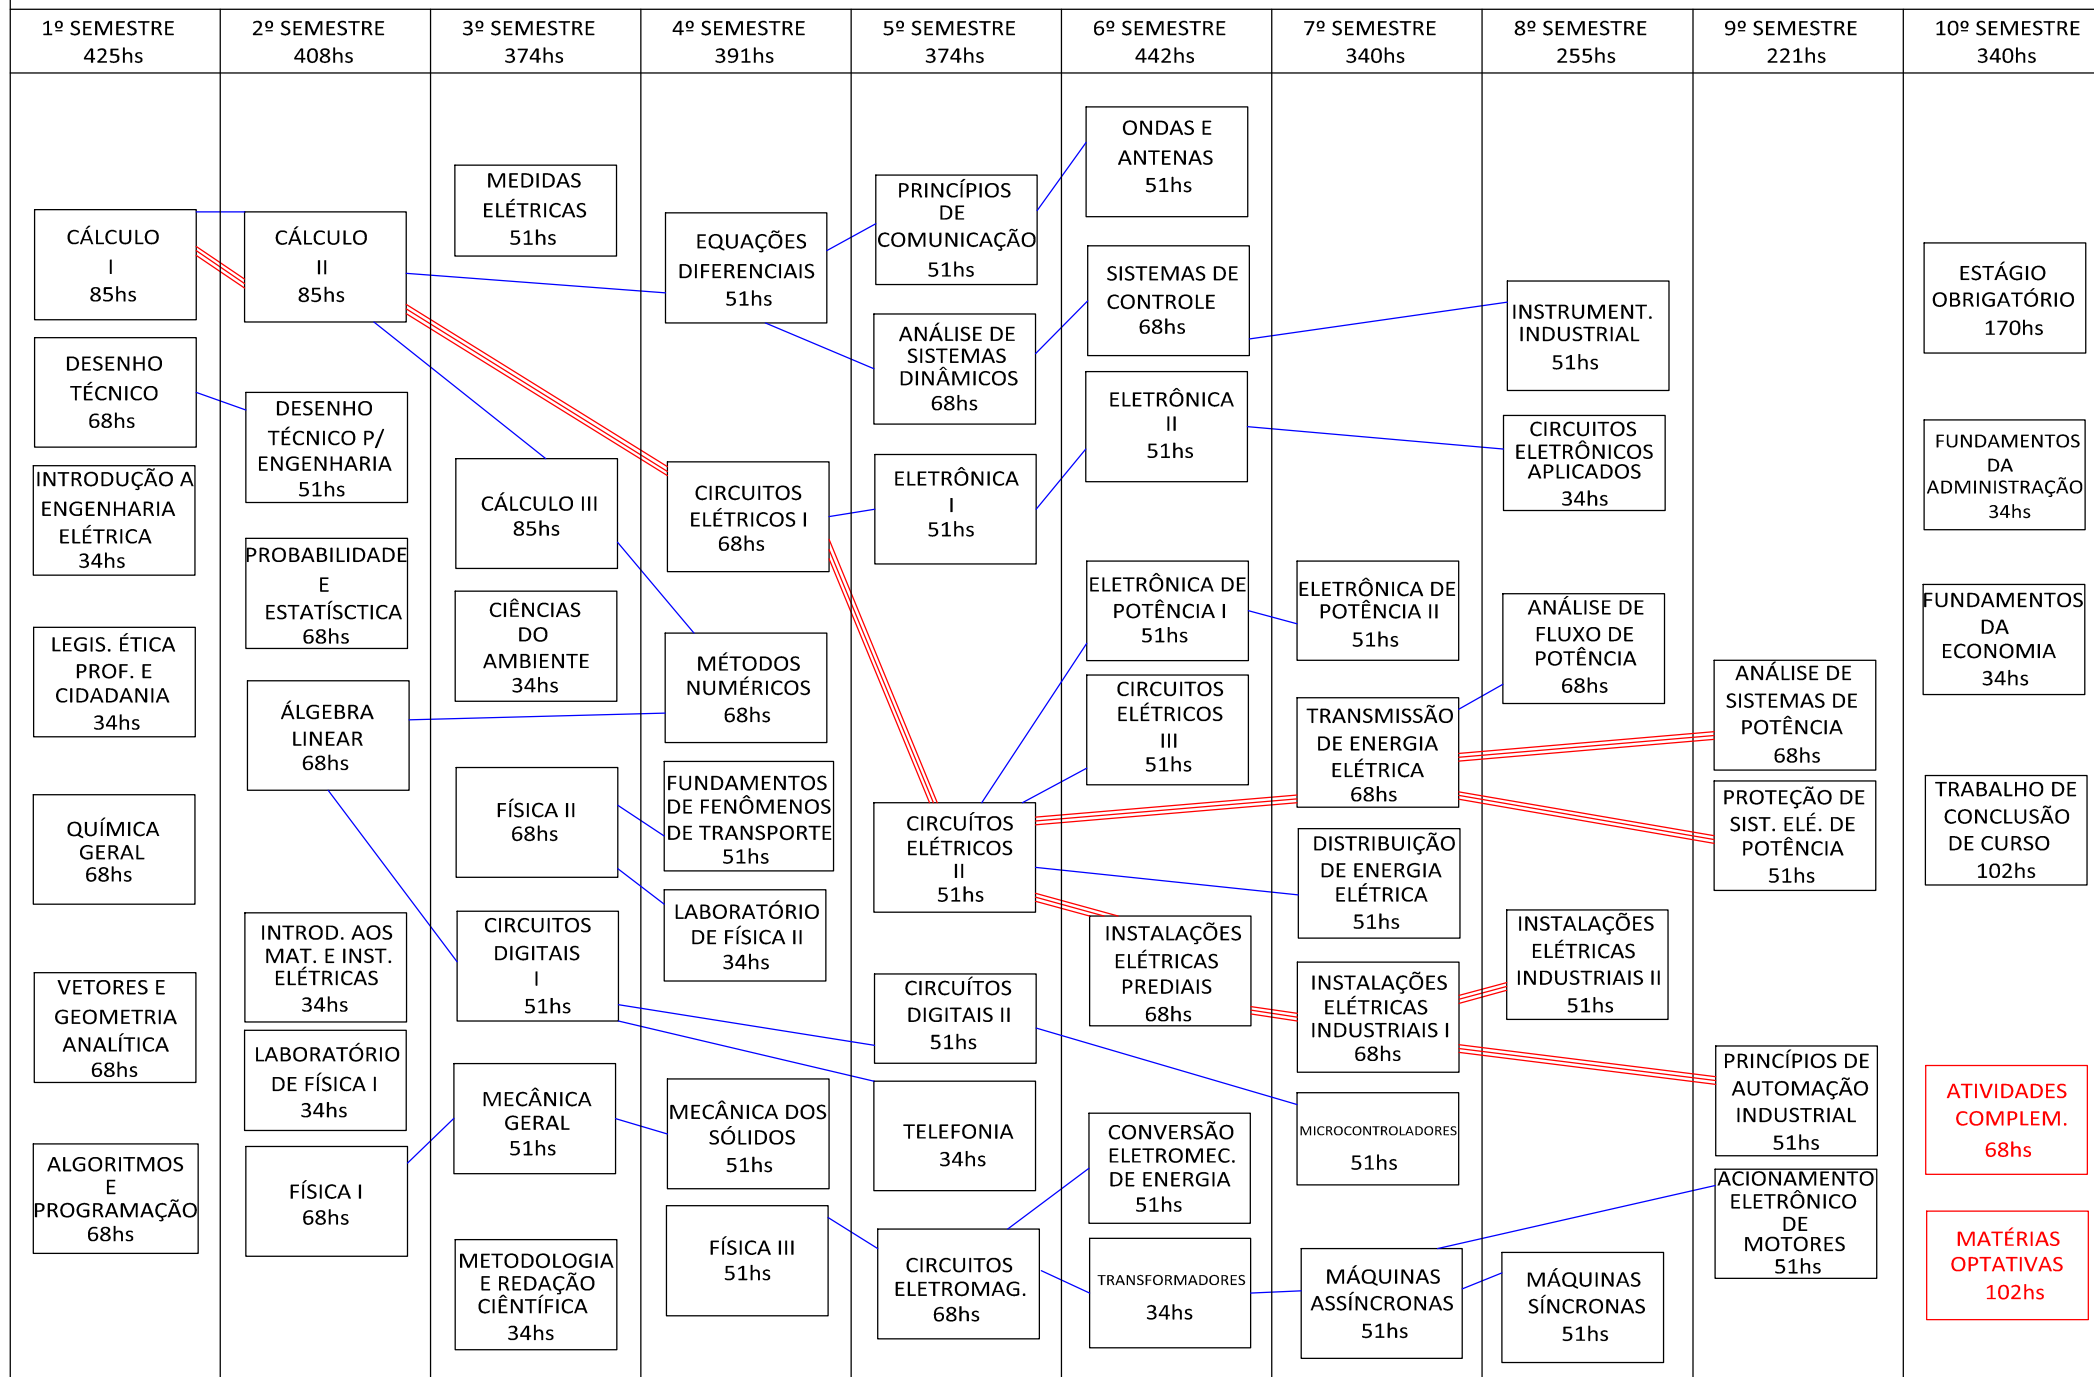 1º SEMESTRE
425hs
2º SEMESTRE
408hs
3º SEMESTRE
374hs
4º SEMESTRE
391hs
5º SEMESTRE
374hs
6º SEMESTRE
442hs
7º SEMESTRE
340hs
8º SEMESTRE
255hs
9º SEMESTRE
221hs
10º SEMESTRE
340hs
CÁLCULO
I
85hs
DESENHO
TÉCNICO
68hs
INTRODUÇÃO A
ENGENHARIA
ELÉTRICA
34hs
LEGIS. ÉTICA
PROF. E
CIDADANIA
34hs
QUÍMICA
GERAL
68hs
VETORES E
GEOMETRIA
ANALÍTICA
68hs
ALGORITMOS
E
PROGRAMAÇÃO
68hs
CÁLCULO
II
85hs
DESENHO
TÉCNICO P/
ENGENHARIA
51hs
PROBABILIDADE
E
ESTATÍSCTICA
68hs
ÁLGEBRA
LINEAR
68hs
INTROD. AOS
MAT. E INST.
ELÉTRICAS
34hs
LABORATÓRIO
DE FÍSICA I
34hs
FÍSICA I
68hs
MEDIDAS
ELÉTRICAS
51hs
CÁLCULO III
85hs
CIÊNCIAS
DO
AMBIENTE
34hs
FÍSICA II
68hs
CIRCUITOS
DIGITAIS
I
51hs
MECÂNICA
GERAL
51hs
METODOLOGIA
E REDAÇÃO
CIÊNTÍFICA
34hs
EQUAÇÕES
DIFERENCIAIS
51hs
CIRCUITOS
ELÉTRICOS I
68hs
MÉTODOS
NUMÉRICOS
68hs
FUNDAMENTOS
DE FENÔMENOS
DE TRANSPORTE
51hs
LABORATÓRIO
DE FÍSICA II
34hs
MECÂNICA DOS
SÓLIDOS
51hs
FÍSICA III
51hs
PRINCÍPIOS
DE
COMUNICAÇÃO
51hs
ANÁLISE DE
SISTEMAS
DINÂMICOS
68hs
ELETRÔNICA
I
51hs
CIRCUÍTOS
ELÉTRICOS
II
51hs
CIRCUÍTOS
DIGITAIS II
51hs
TELEFONIA
34hs
CIRCUITOS
ELETROMAG.
68hs
ONDAS E
ANTENAS
51hs
SISTEMAS DE
CONTROLE
68hs
ELETRÔNICA
II
51hs
ELETRÔNICA DE
POTÊNCIA I
51hs
CIRCUITOS
ELÉTRICOS
III
51hs
INSTALAÇÕES
ELÉTRICAS
PREDIAIS
68hs
CONVERSÃO
ELETROMEC.
DE ENERGIA
51hs
TRANSFORMADORES
34hs
ELETRÔNICA DE
POTÊNCIA II
51hs
TRANSMISSÃO
DE ENERGIA
ELÉTRICA
68hs
DISTRIBUIÇÃO
DE ENERGIA
ELÉTRICA
51hs
INSTALAÇÕES
ELÉTRICAS
INDUSTRIAIS I
68hs
MICROCONTROLADORES
51hs
MÁQUINAS
ASSÍNCRONAS
51hs
INSTRUMENT.
INDUSTRIAL
51hs
CIRCUITOS
ELETRÔNICOS
APLICADOS
34hs
ANÁLISE DE
FLUXO DE
POTÊNCIA
68hs
INSTALAÇÕES
ELÉTRICAS
INDUSTRIAIS II
51hs
MÁQUINAS
SÍNCRONAS
51hs
ANÁLISE DE
SISTEMAS DE
POTÊNCIA
68hs
PROTEÇÃO DE
SIST. ELÉ. DE
POTÊNCIA
51hs
PRINCÍPIOS DE
AUTOMAÇÃO
INDUSTRIAL
51hs
ACIONAMENTO
ELETRÔNICO
DE
MOTORES
51hs
ESTÁGIO
OBRIGATÓRIO
170hs
FUNDAMENTOS
DA
ADMINISTRAÇÃO
34hs
FUNDAMENTOS
DA
ECONOMIA
34hs
TRABALHO DE
CONCLUSÃO
DE CURSO
102hs
ATIVIDADES
COMPLEM.
68hs
MATÉRIAS
OPTATIVAS
102hs